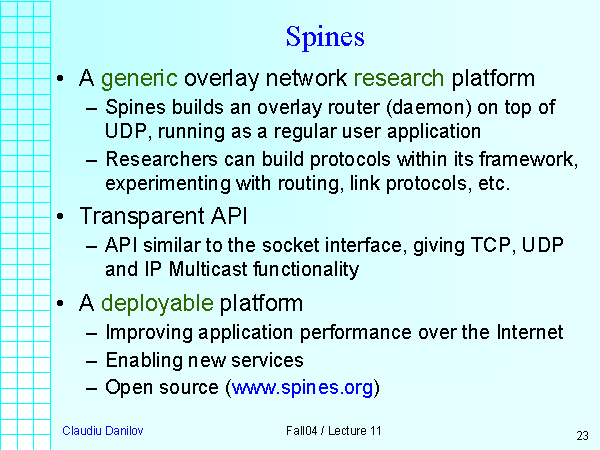 Spines
• A generic overlay network research platform
– Spines builds an overlay router (daemon) on top of
UDP, running as a regular user application
– Researchers can build protocols within its framework,
experimenting with routing, link protocols, etc.
• Transparent API
– API similar to the socket interface, giving TCP, UDP
and IP Multicast functionality
• A deployable platform
– Improving application performance over the Internet
– Enabling new services
– Open source (www.spines.org)
Claudiu Danilov
Fall04 / Lecture 11
23